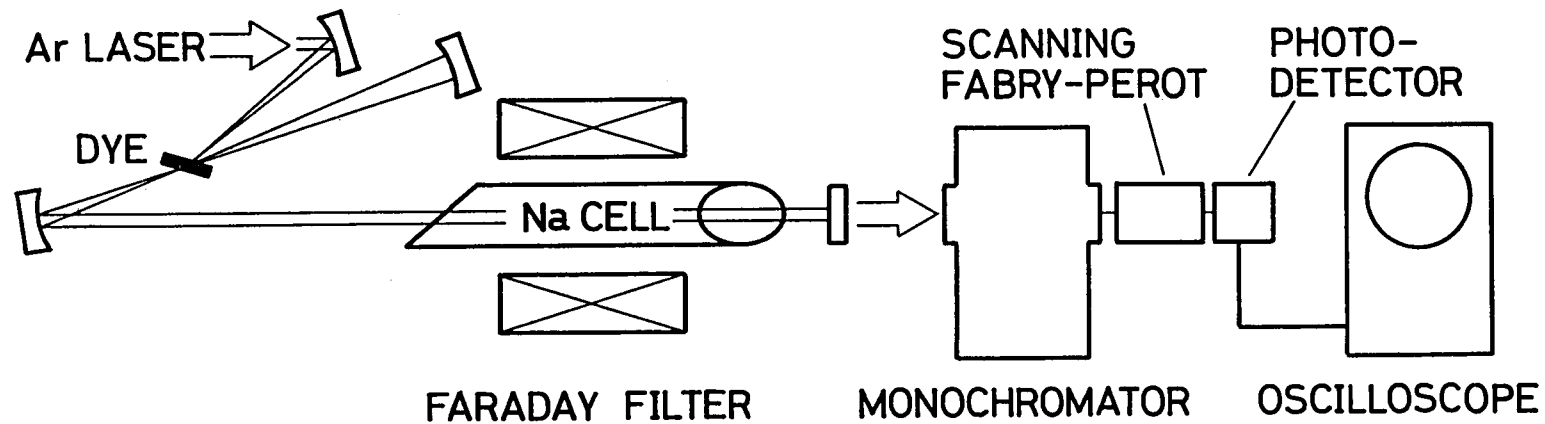 Ar LASER
SCANNING
FABRY-PEROT
PHOTO-
DETECTOR
DYE
Na CELL
FARADAY FILTER
MONOCHROMATOR
OSCILLOSCOPE